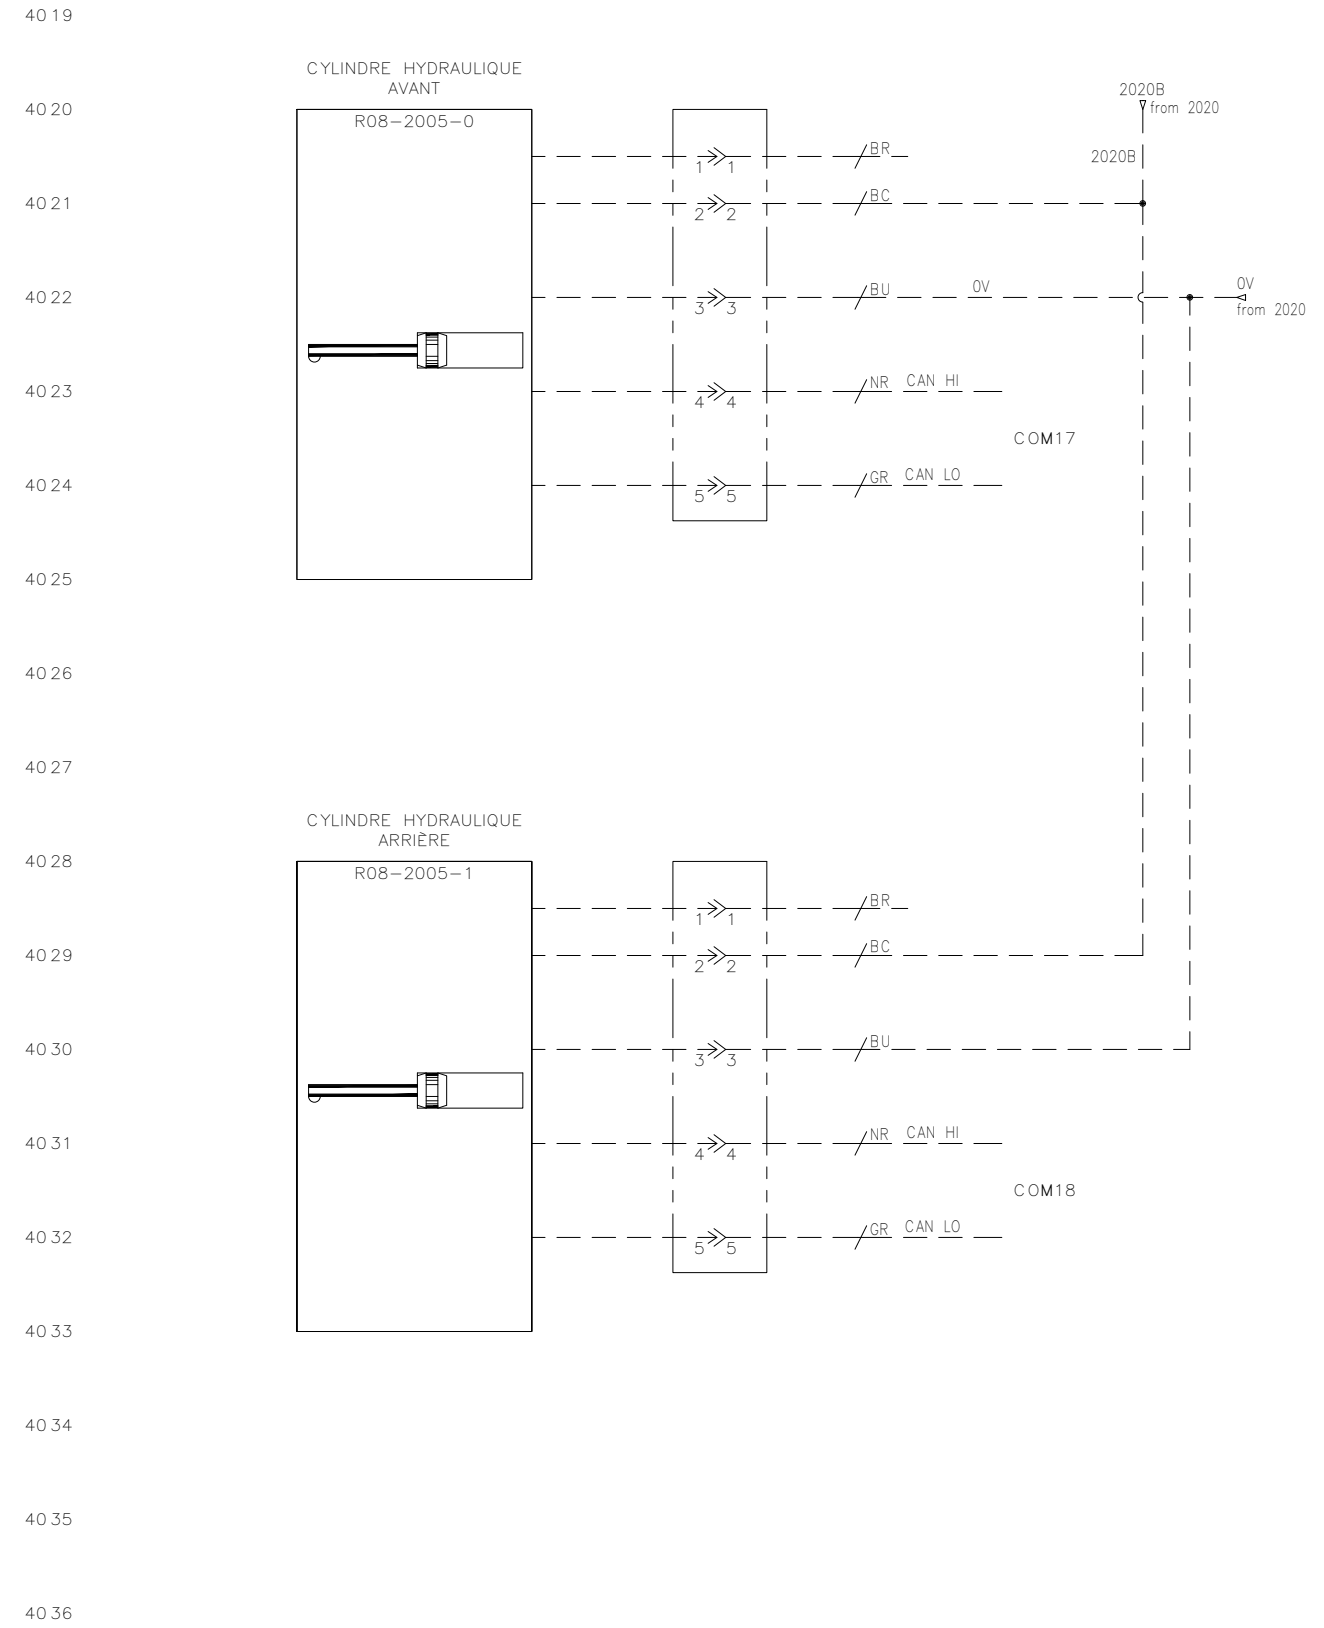 4019
CYLINDRE HYDRAULIQUE
AVANT
4020
R08-2005-0
2020B
from 2020
1 1
BR
2020B
4021
2 2
BC
4022
3 3
BU
0V
0V
from 2020
4023
4 4
NR
CAN HI
COM17
4024
5 5
GR
CAN LO
4025
4026
4027
CYLINDRE HYDRAULIQUE
ARRIÈRE
4028
R08-2005-1
1 1
BR
4029
2 2
BC
4030
3 3
BU
4031
4 4
NR
CAN HI
COM18
4032
5 5
GR
CAN LO
4033
4034
4035
4036